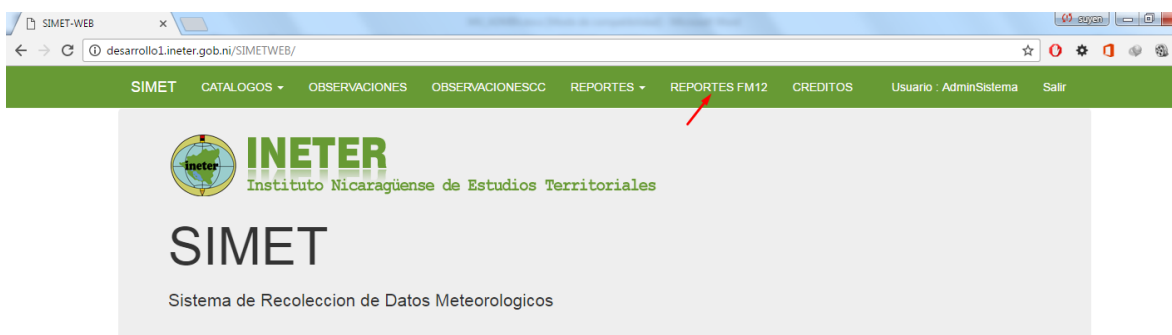 SIMET-WEB
suyen
desarrollo1.ineter.gob.ni/SIMETWEB/
SIMET CATALOGOS OBSERVACIONES OBSERVACIONESCC REPORTES REPORTES FM12 CREDITOS Usuario : AdminSistema Salir
ineter
INETER
Instituto Nicaragüense de Estudios Territoriales
SIMET
Sistema de Recoleccion de Datos Meteorologicos